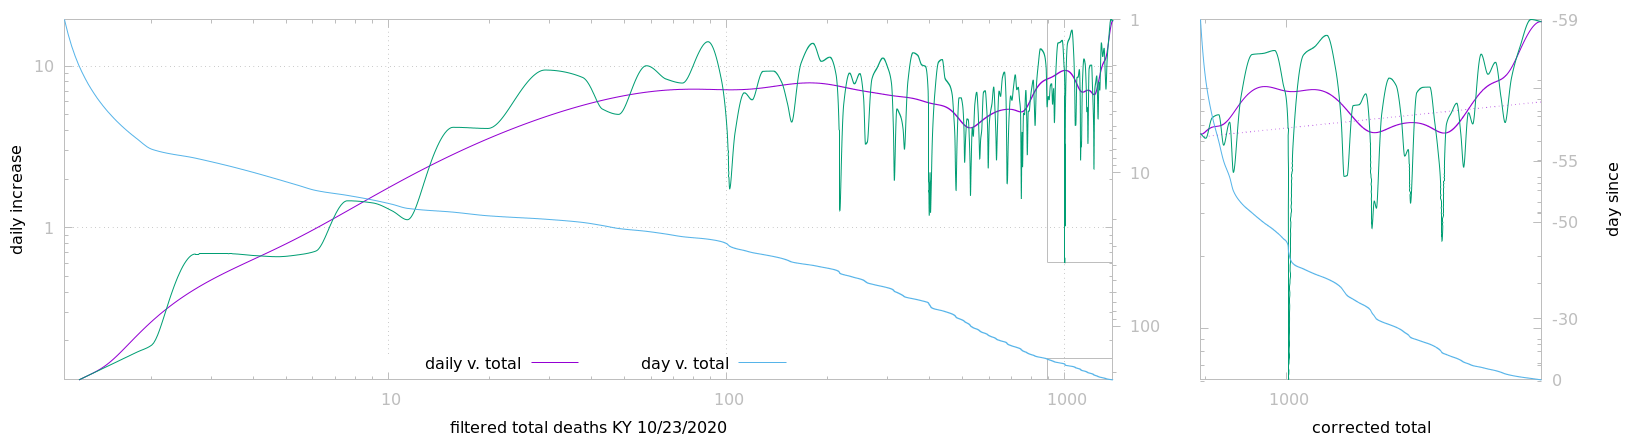 1
-59
10
daily increase
10
-55
day since
1
-50
-30
100
daily v. total
day v. total
0
10
100
1000
1000
filtered total deaths KY 10/23/2020
corrected total